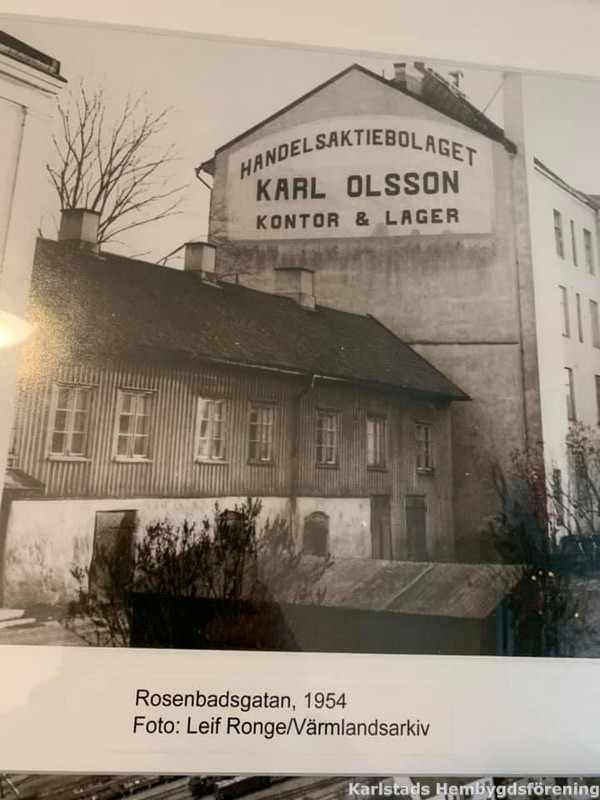 HANDELSAKTIEBOLAGET
KARL OLSSON
KONTOR & LAGER
Rosenbadsgatan, 1954
Foto: Leif Ronge/Värmlandsarkiv
Karlstads Hembygdsförening